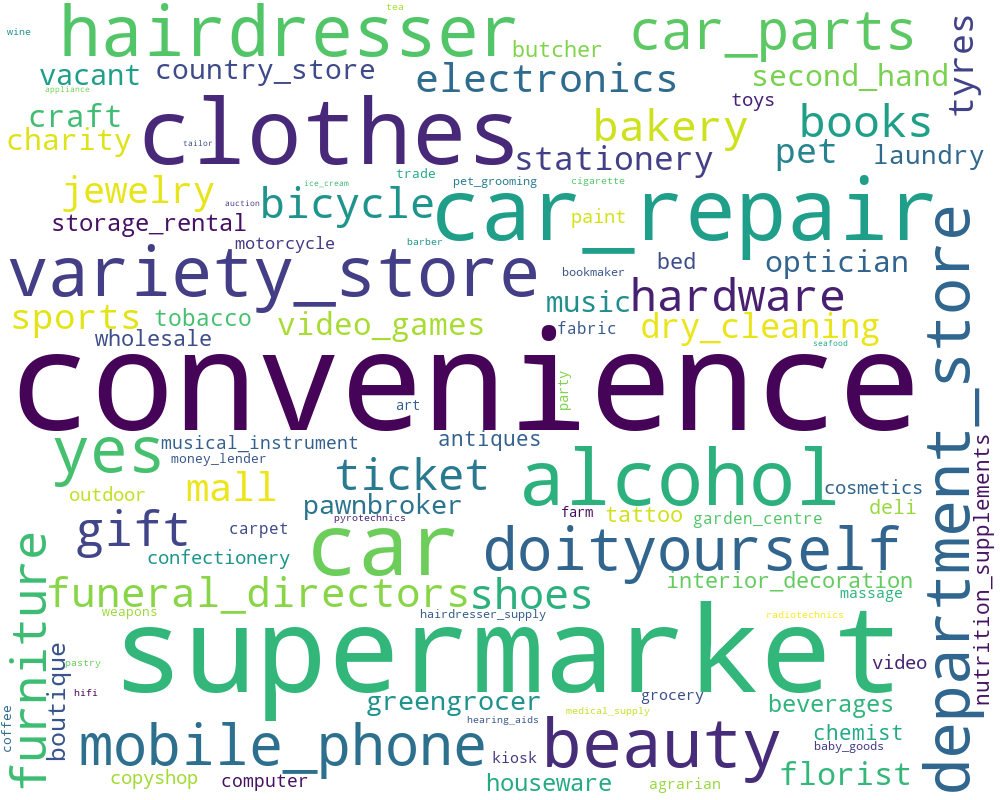 tea
wine
hairdresser
car_parts
tyres
butcher
vacant
country_store
electronics
second_hand
appliance
toys
craft
clothes
bakery
books
charity
tailor
stationery
pet
laundry
trade
jewelry
ice_cream
pet_grooming
cigarette
auction
bicycle
car_repair
paint
storage_rental
motorcycle
barber
variety_store
bookmaker
bed
optician
department_store
music
hardware
sports
tobacco
video_games
fabric
dry_cleaning
wholesale
seafood
convenience
party
art
yes
musical_instrument
antiques
money_lender
ticket
alcohol
cosmetics
nutrition_supplements
outdoor
mall
pawnbroker
farm
tattoo
deli
gift
carpet
pyrotechnics
garden_centre
car
doityourself
furniture
confectionery
funeral_directors
shoes
interior_decoration
massage
weapons
hairdresser_supply
radiotechnics
supermarket
boutique
pastry
video
hifi
greengrocer
grocery
beverages
coffee
hearing_aids
medical_supply
chemist
mobile_phone
beauty
baby_goods
kiosk
florist
copyshop
computer
houseware
agrarian